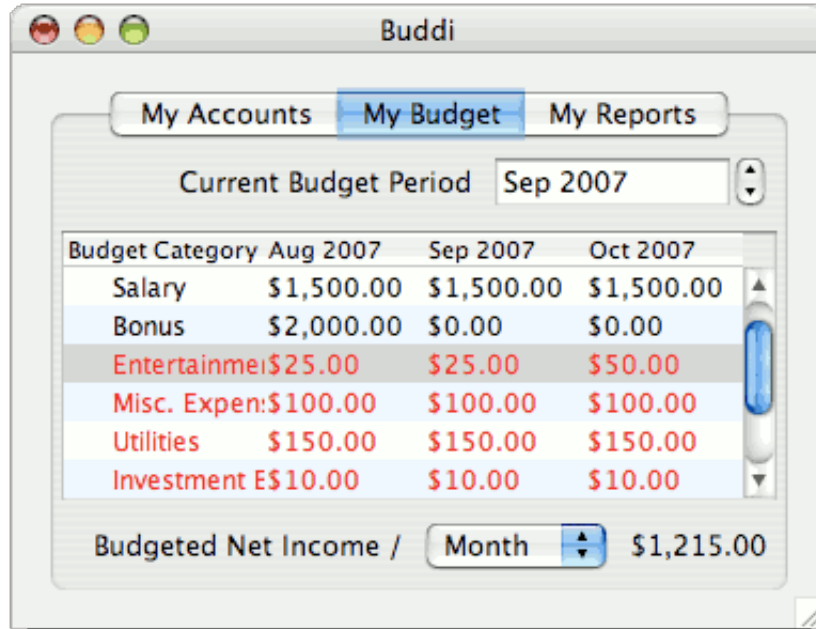 Buddi
My Accounts My Budget My Reports
Current Budget Period Sep 2007
Budget Category Aug 2007 Sep 2007 Oct 2007
Salary $1,500.00 $1,500.00 $1,500.00
Bonus $2,000.00 $0.00 $0.00
Entertainme $25.00 $25.00 $50.00
Misc. Expen $100.00 $100.00 $100.00
Utilities $150.00 $150.00 $150.00
Investment E $10.00 $10.00 $10.00
Budgeted Net Income / Month $1,215.00